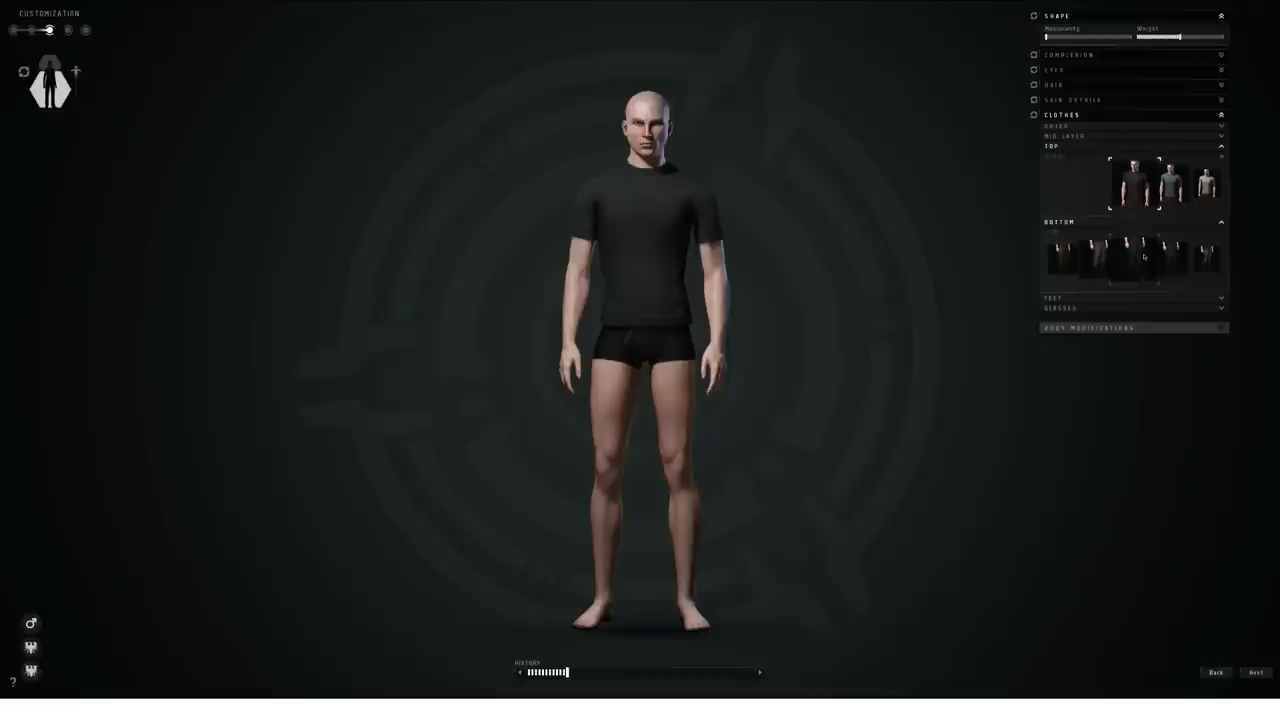 CUSTOMIZATION
SHAPE
Muscularity
Weight
COMPLEXION
EYES
HAIR
SKIN DETAILS
CLOTHES
OUTER
MID LAYER
TOP
BOTTOM
FEET
GLASSES
BODY MODIFICATIONS
HISTORY
?
Back
Next